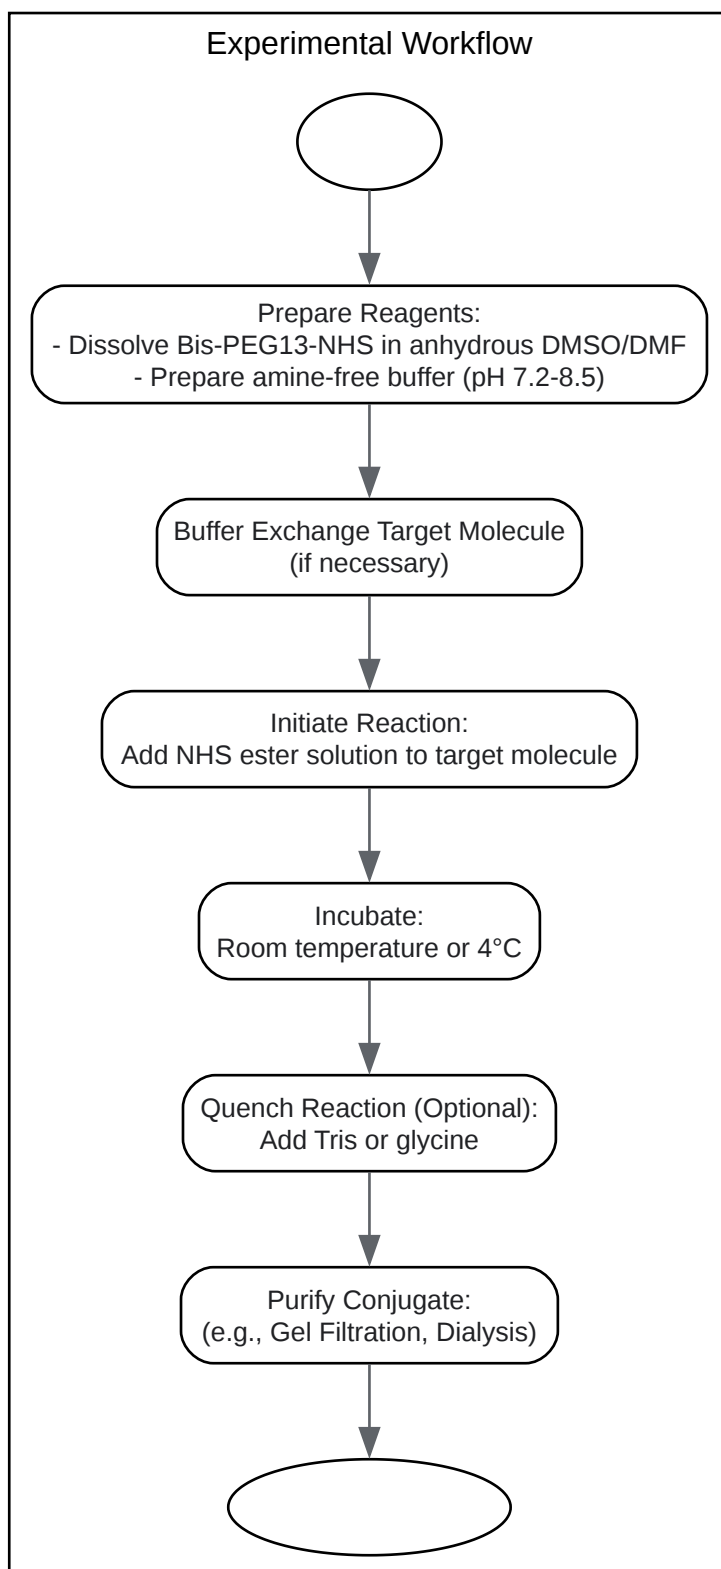 Experimental Workflow
Prepare Reagents:
- Dissolve Bis-PEG13-NHS in anhydrous DMSO/DMF
- Prepare amine-free buffer (pH 7.2-8.5)
Buffer Exchange Target Molecule
(if necessary)
Initiate Reaction:
Add NHS ester solution to target molecule
Incubate:
Room temperature or 4°C
Quench Reaction (Optional):
Add Tris or glycine
Purify Conjugate:
(e.g., Gel Filtration, Dialysis)